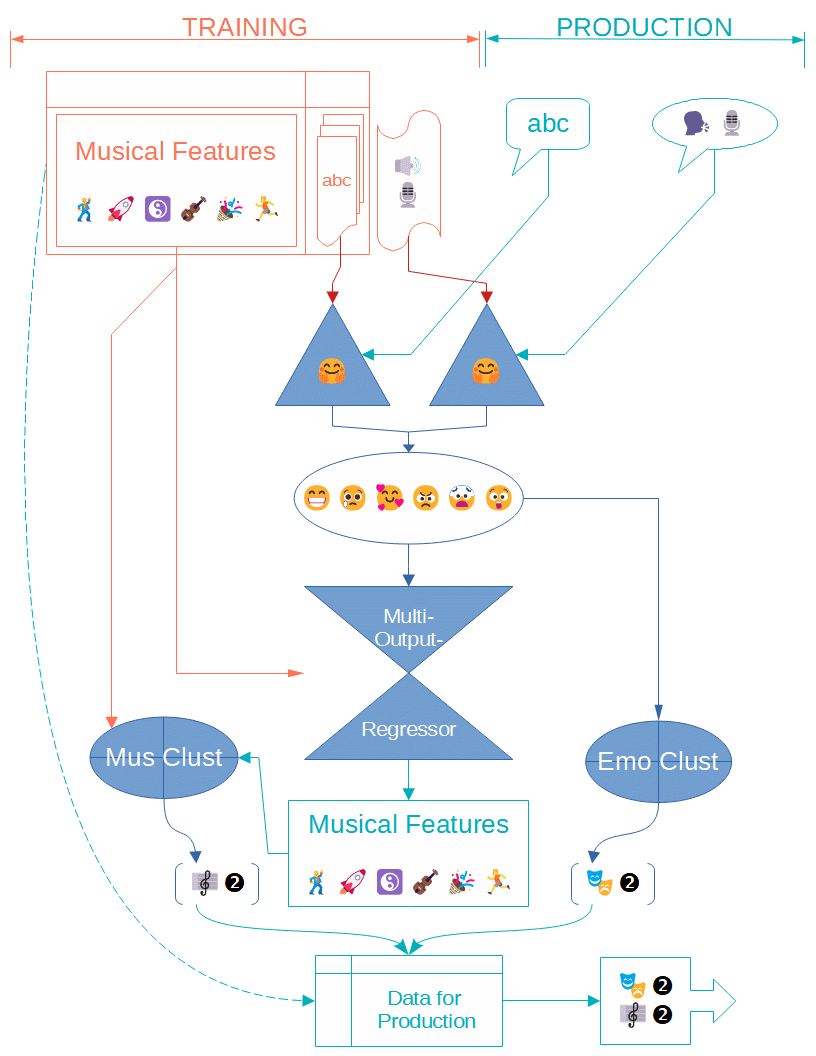 TRAINING
PRODUCTION
Musical Features
abc
abc
Multi-
Output-
Regressor
Mus Clust
Emo Clust
Musical Features
2
2
Data for
Production
2
2